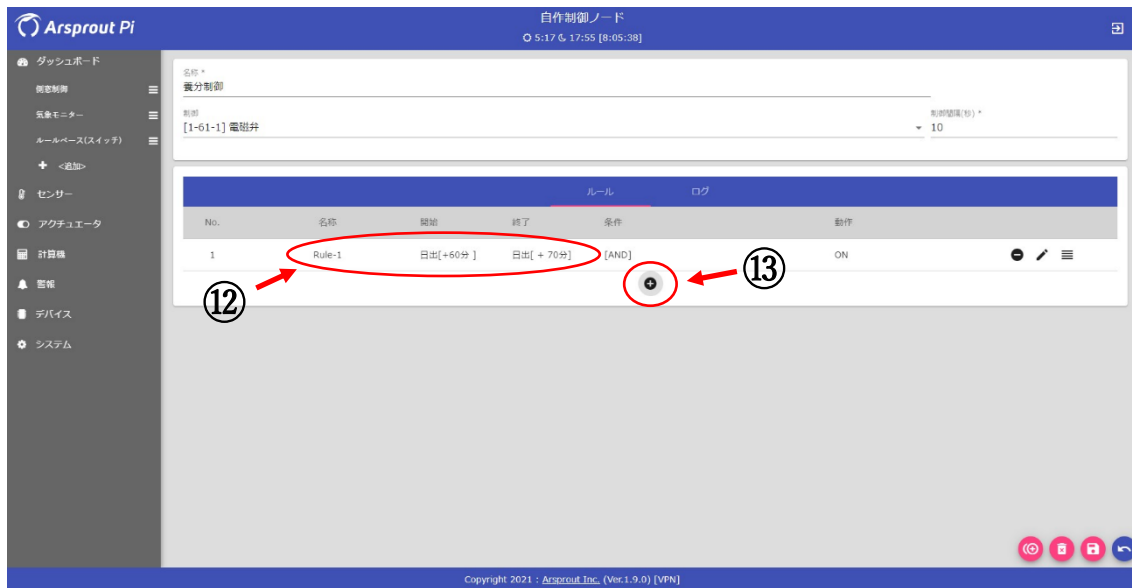 Arsprout Pi
自作制御ノード
5:17 17:55 [8:05:38]
ダッシュボード
側窓制御
気象モニター
ルールベース(スイッチ)
<追加>
センサー
アクチュエータ
計算機
警報
デバイス
システム
名称 *
養分制御
制御
[1-61-1] 電磁弁
制御間隔(秒) *
10
ルール ログ
No. 名称 開始 終了 条件 動作
1 Rule-1 日出[+60分 ] 日出[ + 70分] [AND] ON
⑫
⑬
Copyright 2021 : Arsprout Inc. (Ver.1.9.0) [VPN]